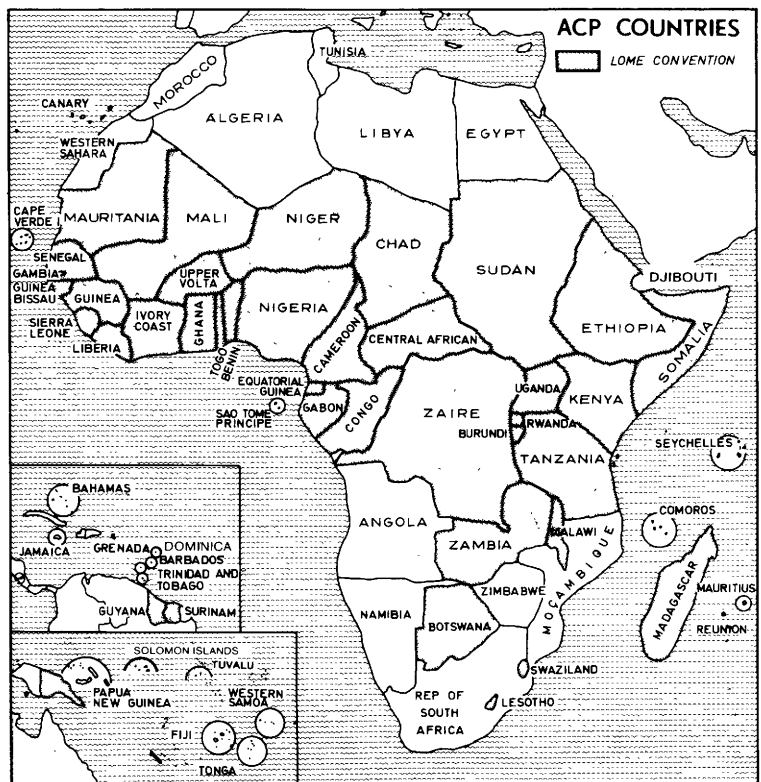 ACP COUNTRIES
LOME CONVENTION
TUNISIA
MOROCCO
CANARY
ALGERIA
LIBYA
EGYPT
WESTERN
SAHARA
CAPE
VERDE I
MAURITANIA
MALI
NIGER
CHAD
SUDAN
SENEGAL
GAMBIA
GUINEA
BISSAU
GUINEA
UPPER
VOLTA
NIGERIA
DJIBOUTI
SIERRA
LEONE
IVORY
COAST
GHANA
ETHIOPIA
LIBERIA
TOGO
BENIN
CAMEROON
CENTRAL AFRICAN
SOMALIA
EQUATORIAL
GUINEA
UGANDA
KENYA
SAO TOME
PRINCIPE
GABON
CONGO
ZAIRE
RWANDA
BURUNDI
TANZANIA
SEYCHELLES
BAHAMAS
COMOROS
JAMAICA
GRENADA
DOMINICA
BARBADOS
TRINIDAD AND
TOBAGO
ANGOLA
ZAMBIA
MALAWI
MOÇAMBIQUE
MADAGASCAR
MAURITIUS
REUNION
GUYANA
SURINAM
NAMIBIA
BOTSWANA
ZIMBABWE
SOLOMON ISLANDS
TUVALU
PAPUA
NEW GUINEA
WESTERN
SAMOA
SWAZILAND
REP OF
SOUTH
AFRICA
LESOTHO
FIJI
TONGA